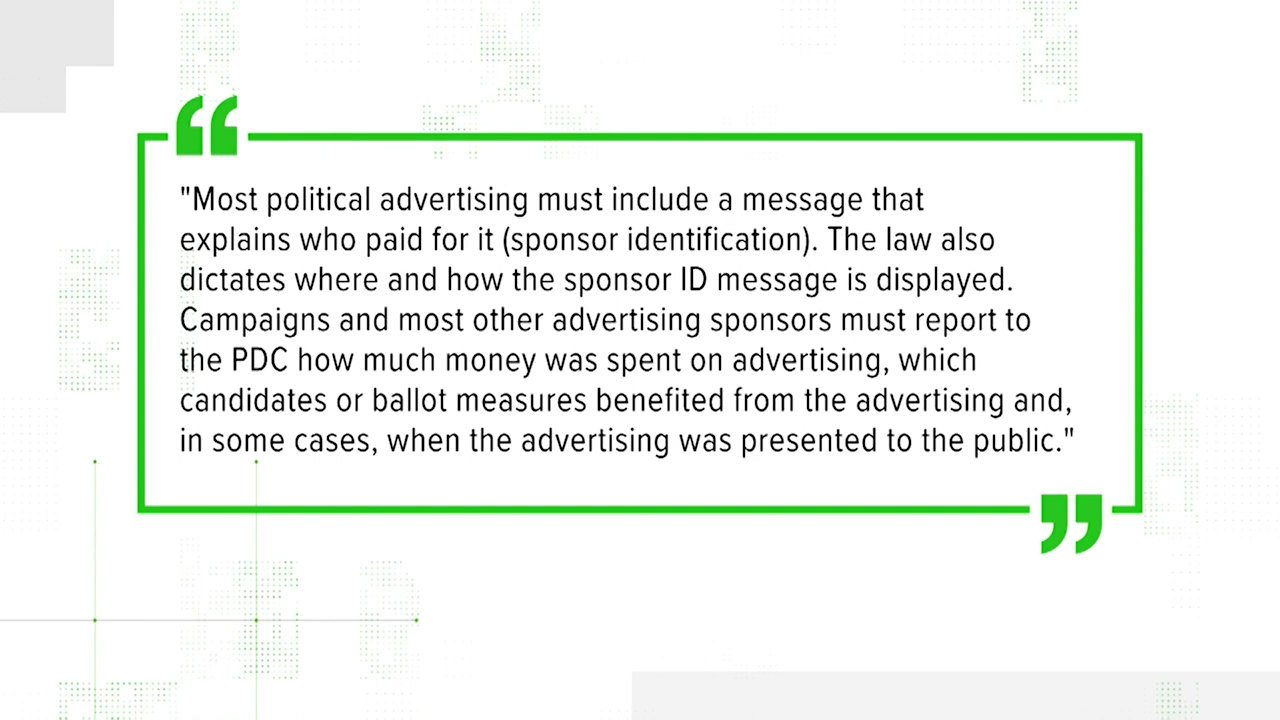 "Most political advertising must include a message that
explains who paid for it (sponsor identification). The law also
dictates where and how the sponsor ID message is displayed.
Campaigns and most other advertising sponsors must report to
the PDC how much money was spent on advertising, which
candidates or ballot measures benefited from the advertising and,
in some cases, when the advertising was presented to the public."